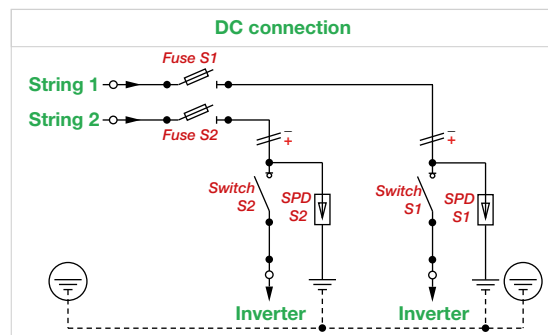 DC connection
Fuse S1
String 1
String 2
Fuse S2
− +
− +
Switch S2
SPD S2
Switch S1
SPD S1
Inverter
Inverter